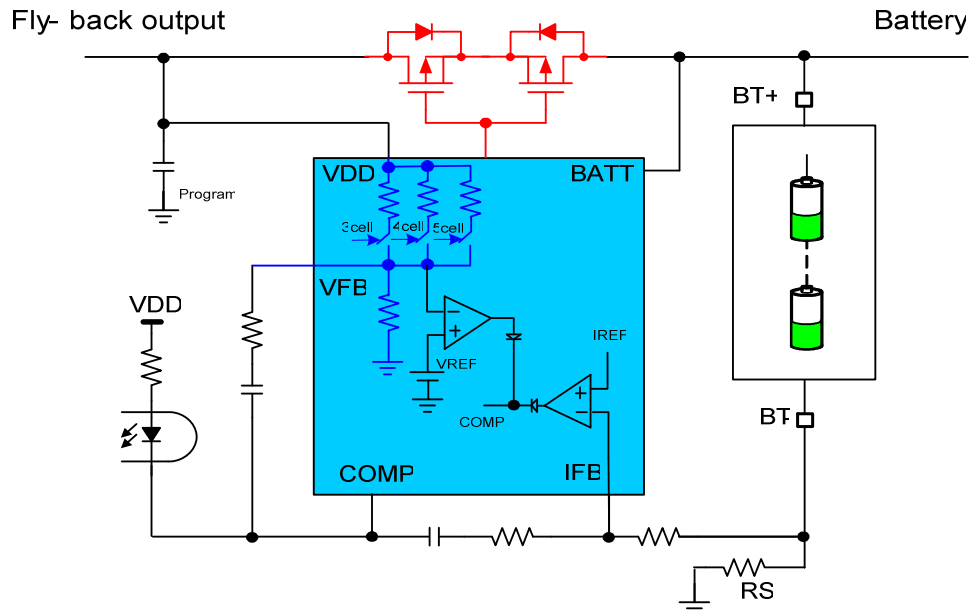 Fly- back output
Battery
BT+
VDD
BATT
Program
3cell
4cell
5cell
VFB
VDD
IREF
VREF
COMP
BT-
COMP
IFB
RS